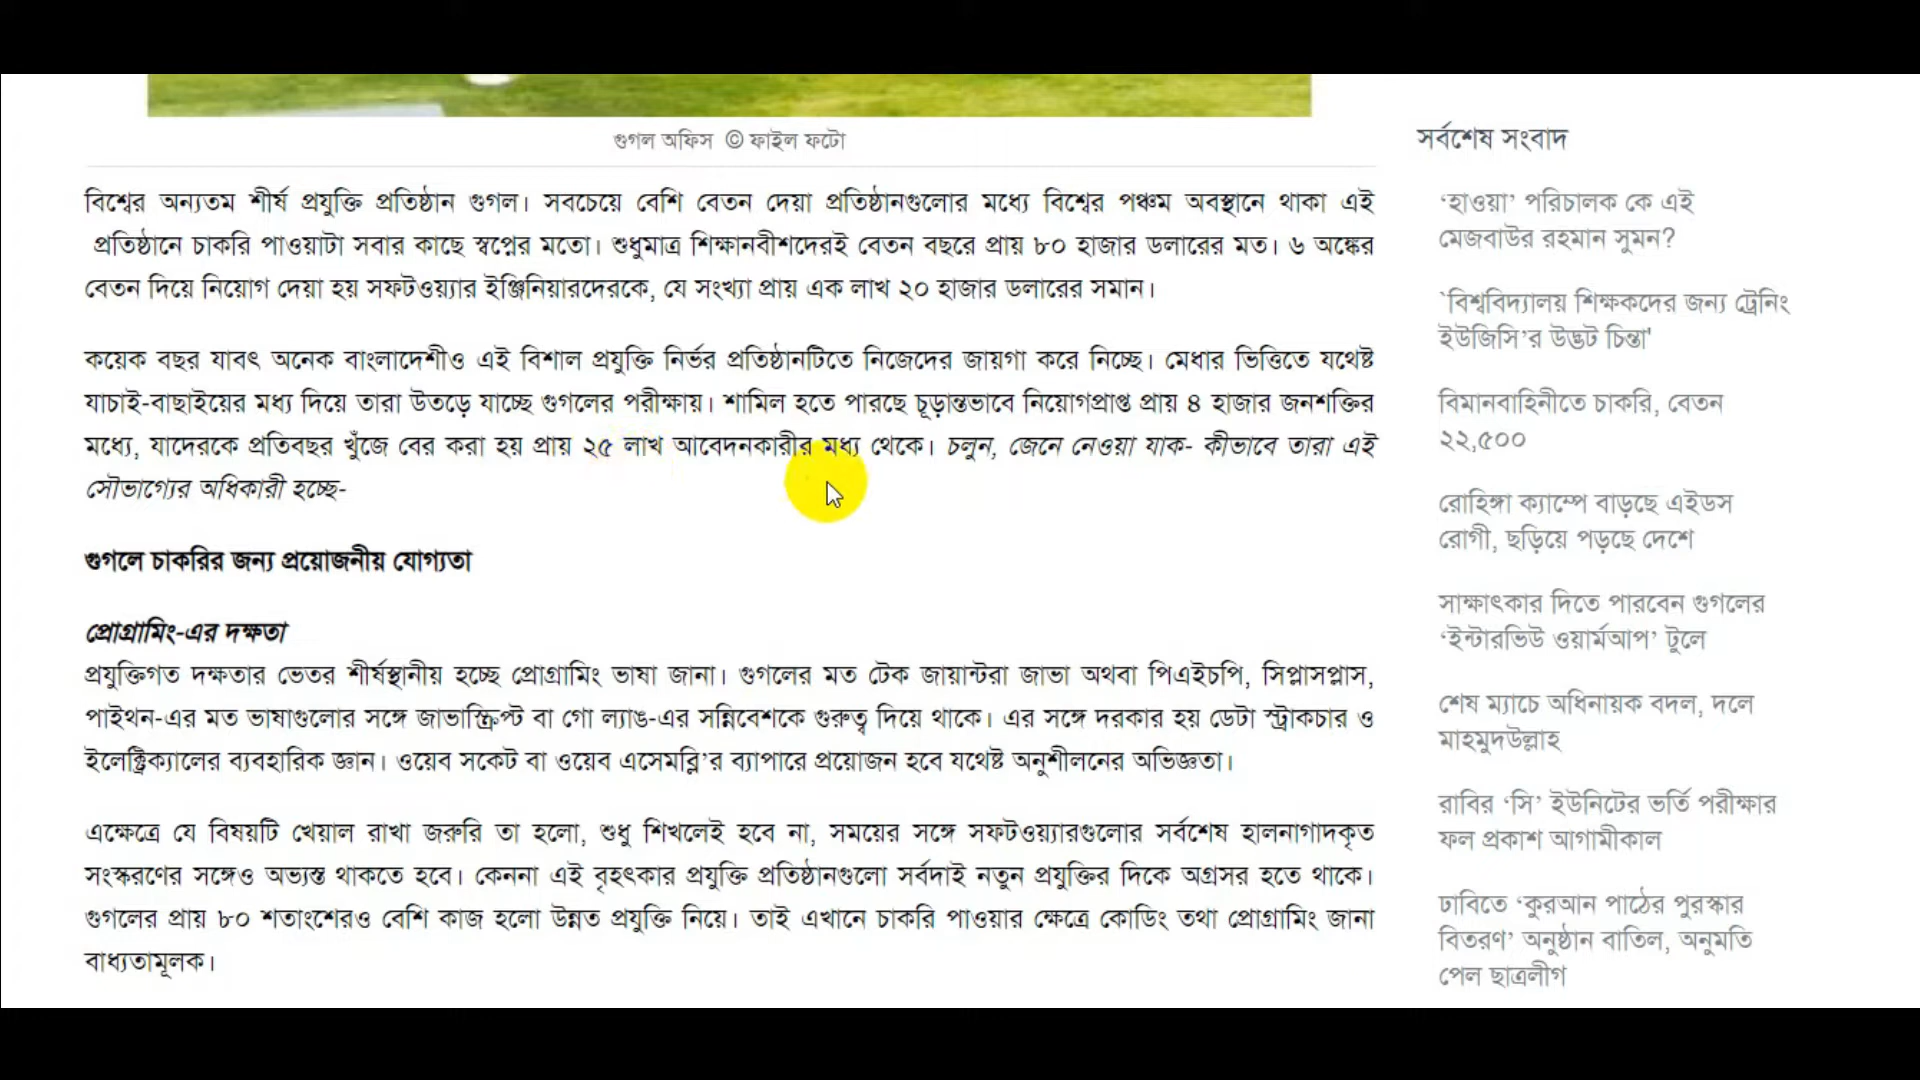 গুগল অফিস © ফাইল ফটো
বিশ্বের অন্যতম শীর্ষ প্রযুক্তি প্রতিষ্ঠান গুগল। সবচেয়ে বেশি বেতন দেয়া প্রতিষ্ঠানগুলোর মধ্যে বিশ্বের পঞ্চম অবস্থানে থাকা এই
প্রতিষ্ঠানে চাকরি পাওয়াটা সবার কাছে স্বপ্নের মতো। শুধুমাত্র শিক্ষানবীশদেরই বেতন বছরে প্রায় ৮০ হাজার ডলারের মত। ৬ অঙ্কের
বেতন দিয়ে নিয়োগ দেয়া হয় সফটওয়্যার ইঞ্জিনিয়ারদেরকে, যে সংখ্যা প্রায় এক লাখ ২০ হাজার ডলারের সমান।
কয়েক বছর যাবৎ অনেক বাংলাদেশীও এই বিশাল প্রযুক্তি নির্ভর প্রতিষ্ঠানটিতে নিজেদের জায়গা করে নিচ্ছে। মেধার ভিত্তিতে যথেষ্ট
যাচাই-বাছাইয়ের মধ্য দিয়ে তারা উতড়ে যাচ্ছে গুগলের পরীক্ষায়। শামিল হতে পারছে চূড়ান্তভাবে নিয়োগপ্রাপ্ত প্রায় ৪ হাজার জনশক্তির
মধ্যে, যাদেরকে প্রতিবছর খুঁজে বের করা হয় প্রায় ২৫ লাখ আবেদনকারীর মধ্য থেকে। চলুন, জেনে নেওয়া যাক- কীভাবে তারা এই
সৌভাগ্যের অধিকারী হচ্ছে-
গুগলে চাকরির জন্য প্রয়োজনীয় যোগ্যতা
প্রোগ্রামিং-এর দক্ষতা
প্রযুক্তিগত দক্ষতার ভেতর শীর্ষস্থানীয় হচ্ছে প্রোগ্রামিং ভাষা জানা। গুগলের মত টেক জায়ান্টরা জাভা অথবা পিএইচপি, সিপ্লাসপ্লাস,
পাইথন-এর মত ভাষাগুলোর সঙ্গে জাভাস্ক্রিপ্ট বা গো ল্যাঙ-এর সন্নিবেশকে গুরুত্ব দিয়ে থাকে। এর সঙ্গে দরকার হয় ডেটা স্ট্রাকচার ও
ইলেক্ট্রিক্যালের ব্যবহারিক জ্ঞান। ওয়েব সকেট বা ওয়েব এসেমব্লি’র ব্যাপারে প্রয়োজন হবে যথেষ্ট অনুশীলনের অভিজ্ঞতা।
এক্ষেত্রে যে বিষয়টি খেয়াল রাখা জরুরি তা হলো, শুধু শিখলেই হবে না, সময়ের সঙ্গে সফটওয়্যারগুলোর সর্বশেষ হালনাগাদকৃত
সংস্করণের সঙ্গেও অভ্যস্ত থাকতে হবে। কেননা এই বৃহৎকার প্রযুক্তি প্রতিষ্ঠানগুলো সর্বদাই নতুন প্রযুক্তির দিকে অগ্রসর হতে থাকে।
গুগলের প্রায় ৮০ শতাংশেরও বেশি কাজ হলো উন্নত প্রযুক্তি নিয়ে। তাই এখানে চাকরি পাওয়ার ক্ষেত্রে কোডিং তথা প্রোগ্রামিং জানা
বাধ্যতামূলক।
সর্বশেষ সংবাদ
‘হাওয়া’ পরিচালক কে এই
মেজবাউর রহমান সুমন?
`বিশ্ববিদ্যালয় শিক্ষকদের জন্য ট্রেনিং
ইউজিসি’র উদ্ভট চিন্তা'
বিমানবাহিনীতে চাকরি, বেতন
২২,৫০০
রোহিঙ্গা ক্যাম্পে বাড়ছে এইডস
রোগী, ছড়িয়ে পড়ছে দেশে
সাক্ষাৎকার দিতে পারবেন গুগলের
‘ইন্টারভিউ ওয়ার্মআপ’ টুলে
শেষ ম্যাচে অধিনায়ক বদল, দলে
মাহমুদউল্লাহ
রাবির ‘সি’ ইউনিটের ভর্তি পরীক্ষার
ফল প্রকাশ আগামীকাল
ঢাবিতে ‘কুরআন পাঠের পুরস্কার
বিতরণ’ অনুষ্ঠান বাতিল, অনুমতি
পেল ছাত্রলীগ